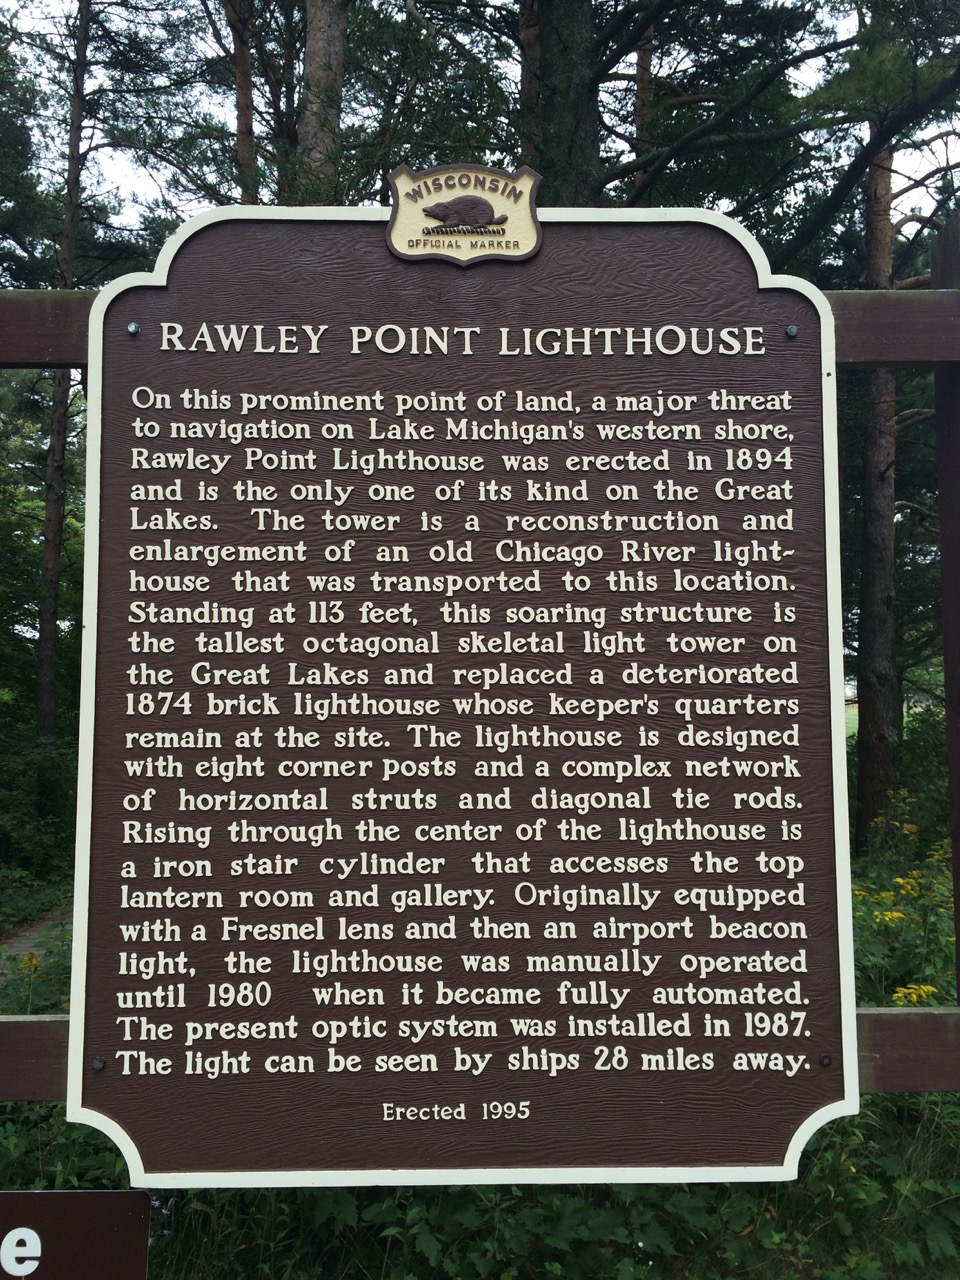 WISCONSIN
OFFICIAL MARKER
RAWLEY POINT LIGHTHOUSE
On this prominent point of land, a major threat
to navigation on Lake Michigan's western shore,
Rawley Point Lighthouse was erected in 1894
and is the only one of its kind on the Great
Lakes. The tower is a reconstruction and
enlargement of an old Chicago River light-
house that was transported to this location.
Standing at 113 feet, this soaring structure is
the tallest octagonal skeletal light tower on
the Great Lakes and replaced a deteriorated
1874 brick lighthouse whose keeper's quarters
remain at the site. The lighthouse is designed
with eight corner posts and a complex network
of horizontal struts and diagonal tie rods.
Rising through the center of the lighthouse is
a iron stair cylinder that accesses the top
lantern room and gallery. Originally equipped
with a Fresnel lens and then an airport beacon
light, the lighthouse was manually operated
until 1980 when it became fully automated.
The present optic system was installed in 1987.
The light can be seen by ships 28 miles away.
Erected 1995
e